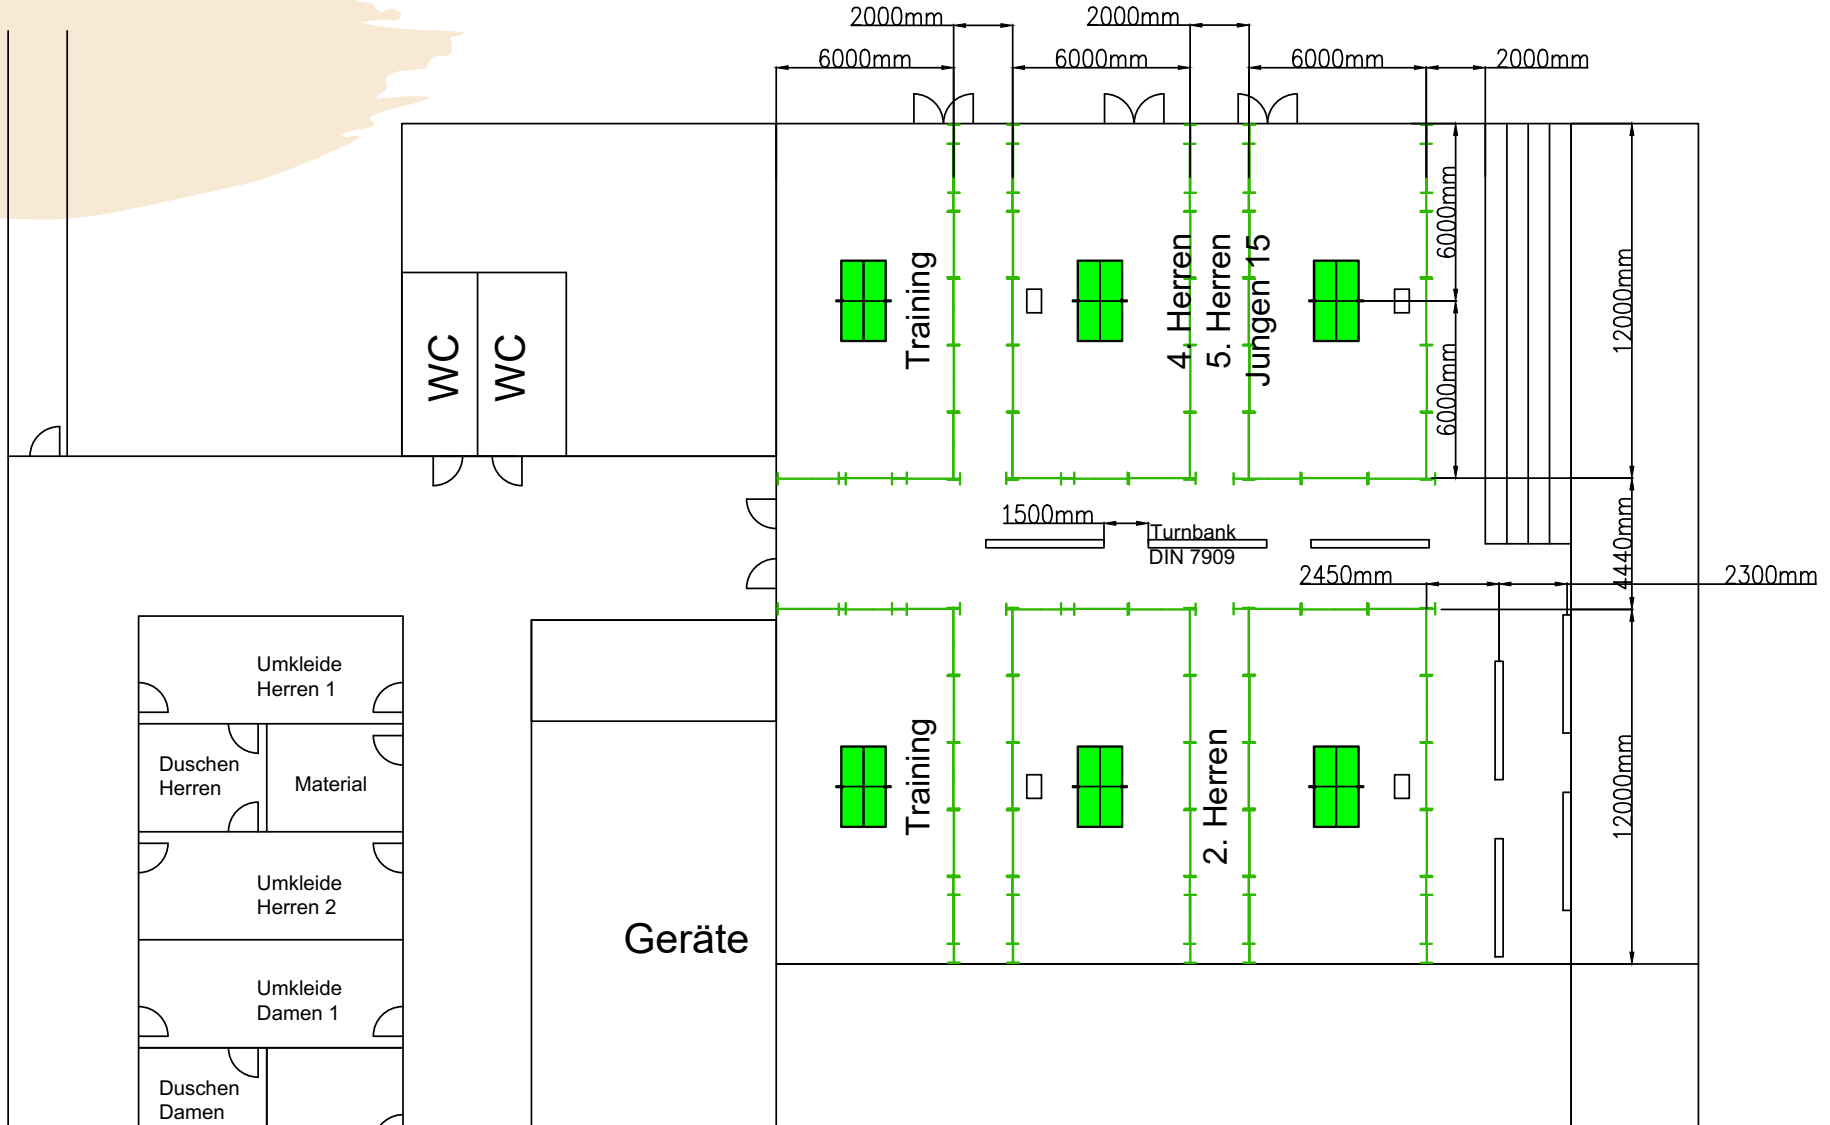 2000mm
2000mm
6000mm
6000mm
6000mm
2000mm
WC
WC
Training
4. Herren
5. Herren
Jungen 15
6000mm
6000mm
12000mm
1500mm
Turnbank
DIN 7909
4440mm
2450mm
2300mm
Umkleide
Herren 1
Duschen
Herren
Material
Umkleide
Herren 2
Umkleide
Damen 1
Duschen
Damen
Geräte
Training
2. Herren
12000mm